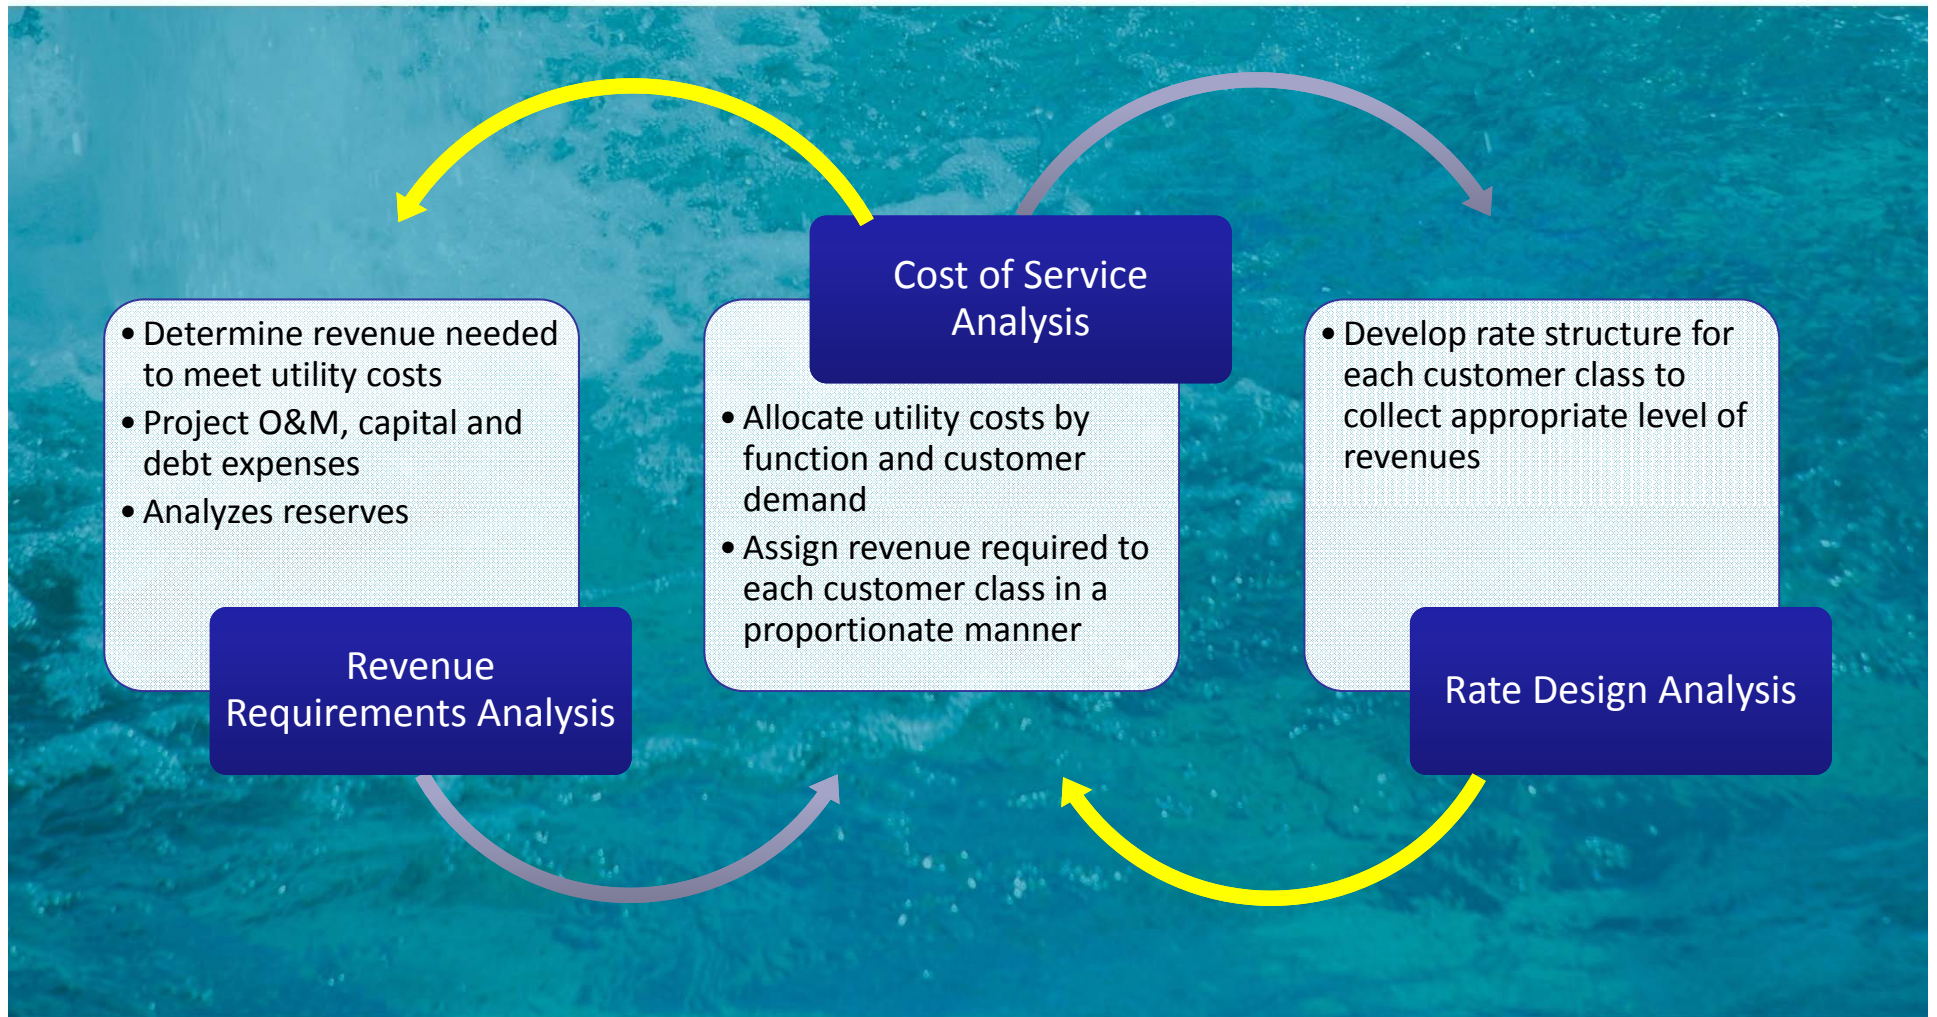 • Determine revenue needed
to meet utility costs
• Project O&M, capital and
debt expenses
• Analyzes reserves
Revenue
Requirements Analysis
Cost of Service
Analysis
• Allocate utility costs by
function and customer
demand
• Assign revenue required to
each customer class in a
proportionate manner
• Develop rate structure for
each customer class to
collect appropriate level of
revenues
Rate Design Analysis